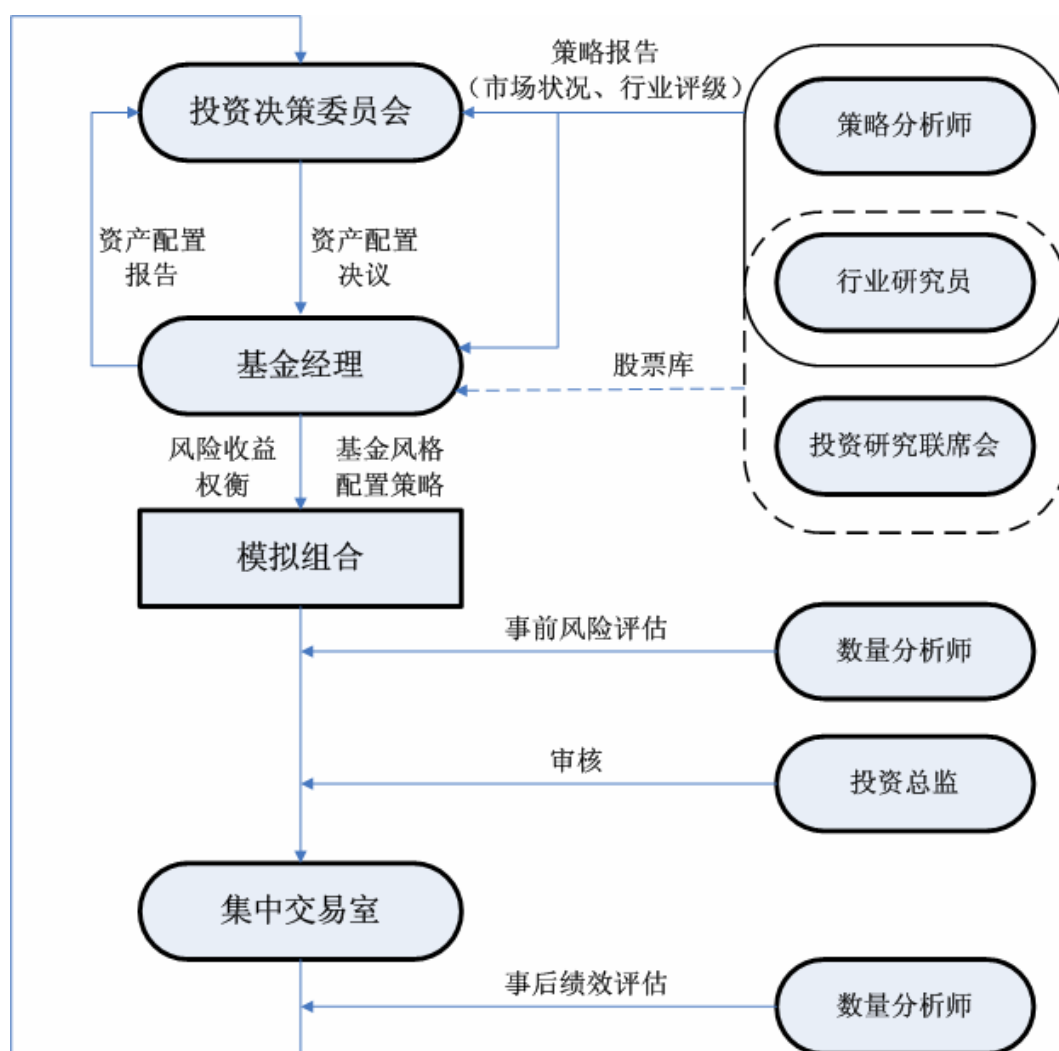 策略报告
（市场状况、行业评级）
投资决策委员会
策略分析师
资产配置
报告
资产配置
决议
行业研究员
基金经理
股票库
风险收益
权衡
基金风格
配置策略
投资研究联席会
模拟组合
事前风险评估
数量分析师
审核
投资总监
集中交易室
事后绩效评估
数量分析师